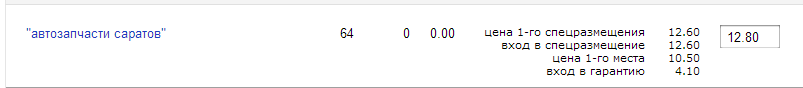 "автозапчасти саратов" 64 0 0.00 цена 1-го спецразмещения 12.60 12.80
вход в спецразмещение 12.60
цена 1-го места 10.50
вход в гарантию 4.10